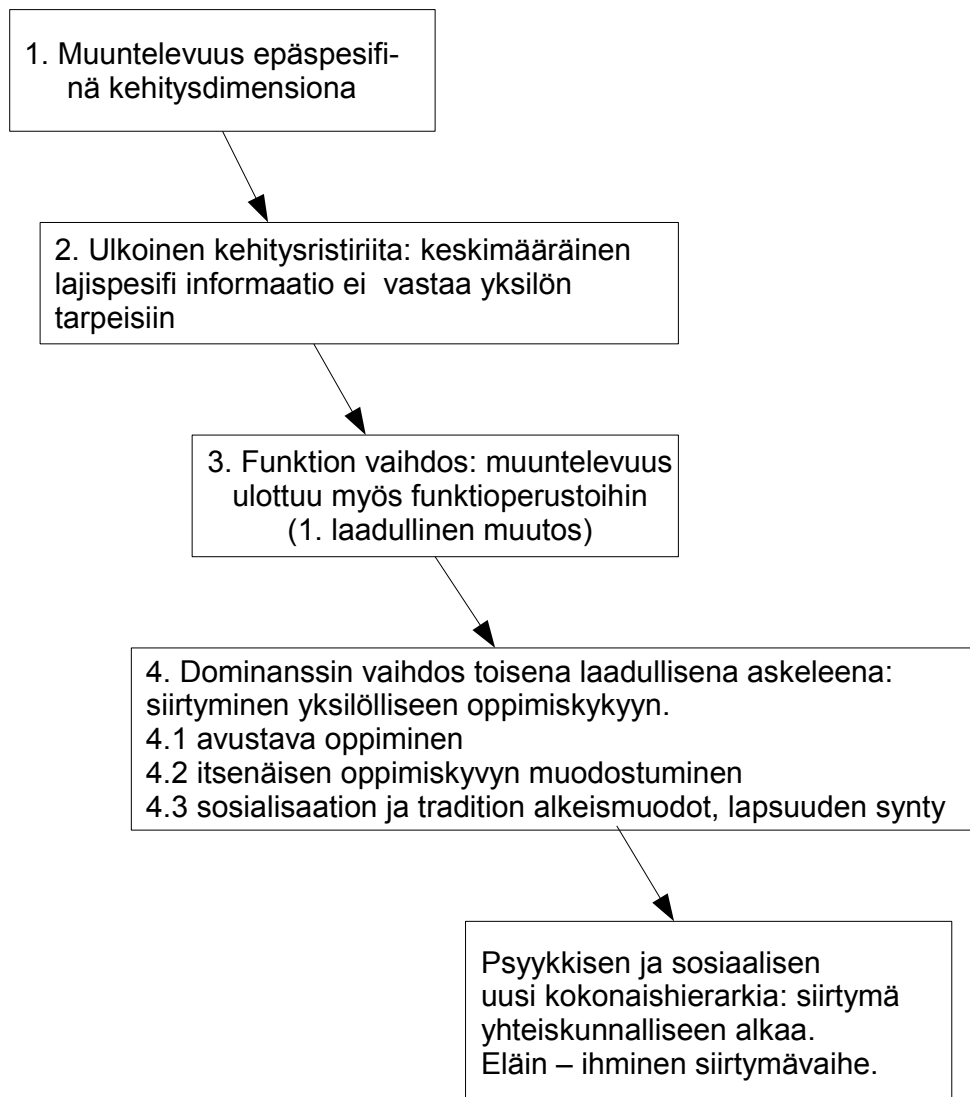 1. Muuntelevuus epäspesifi-
nä kehitysdimensiona
2. Ulkoinen kehitysristiriita: keskimääräinen
lajispesifi informaatio ei vastaa yksilön
tarpeisiin
3. Funktion vaihdos: muuntelevuus
ulottuu myös funktioperustoihin
(1. laadullinen muutos)
4. Dominanssin vaihdos toisena laadullisena askeleena:
siirtyminen yksilölliseen oppimiskykyyn.
4.1 avustava oppiminen
4.2 itsenäisen oppimiskyvyn muodostuminen
4.3 sosialisaation ja tradition alkeismuodot, lapsuuden synty
Psyykkisen ja sosiaalisen
uusi kokonaishierarkia: siirtymä
yhteiskunnalliseen alkaa.
Eläin – ihminen siirtymävaihe.